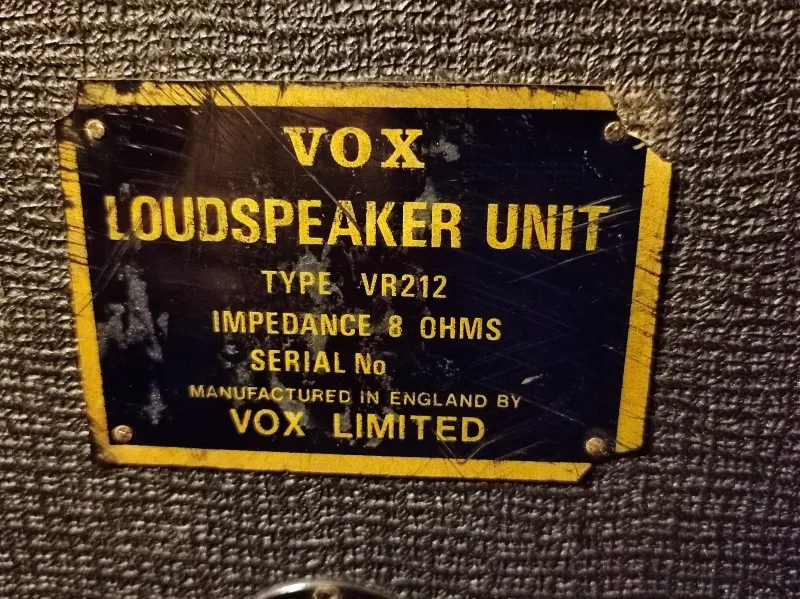 VOX
LOUDSPEAKER UNIT
TYPE VR212
IMPEDANCE 8 OHMS
SERIAL No
MANUFACTURED IN ENGLAND BY
VOX LIMITED